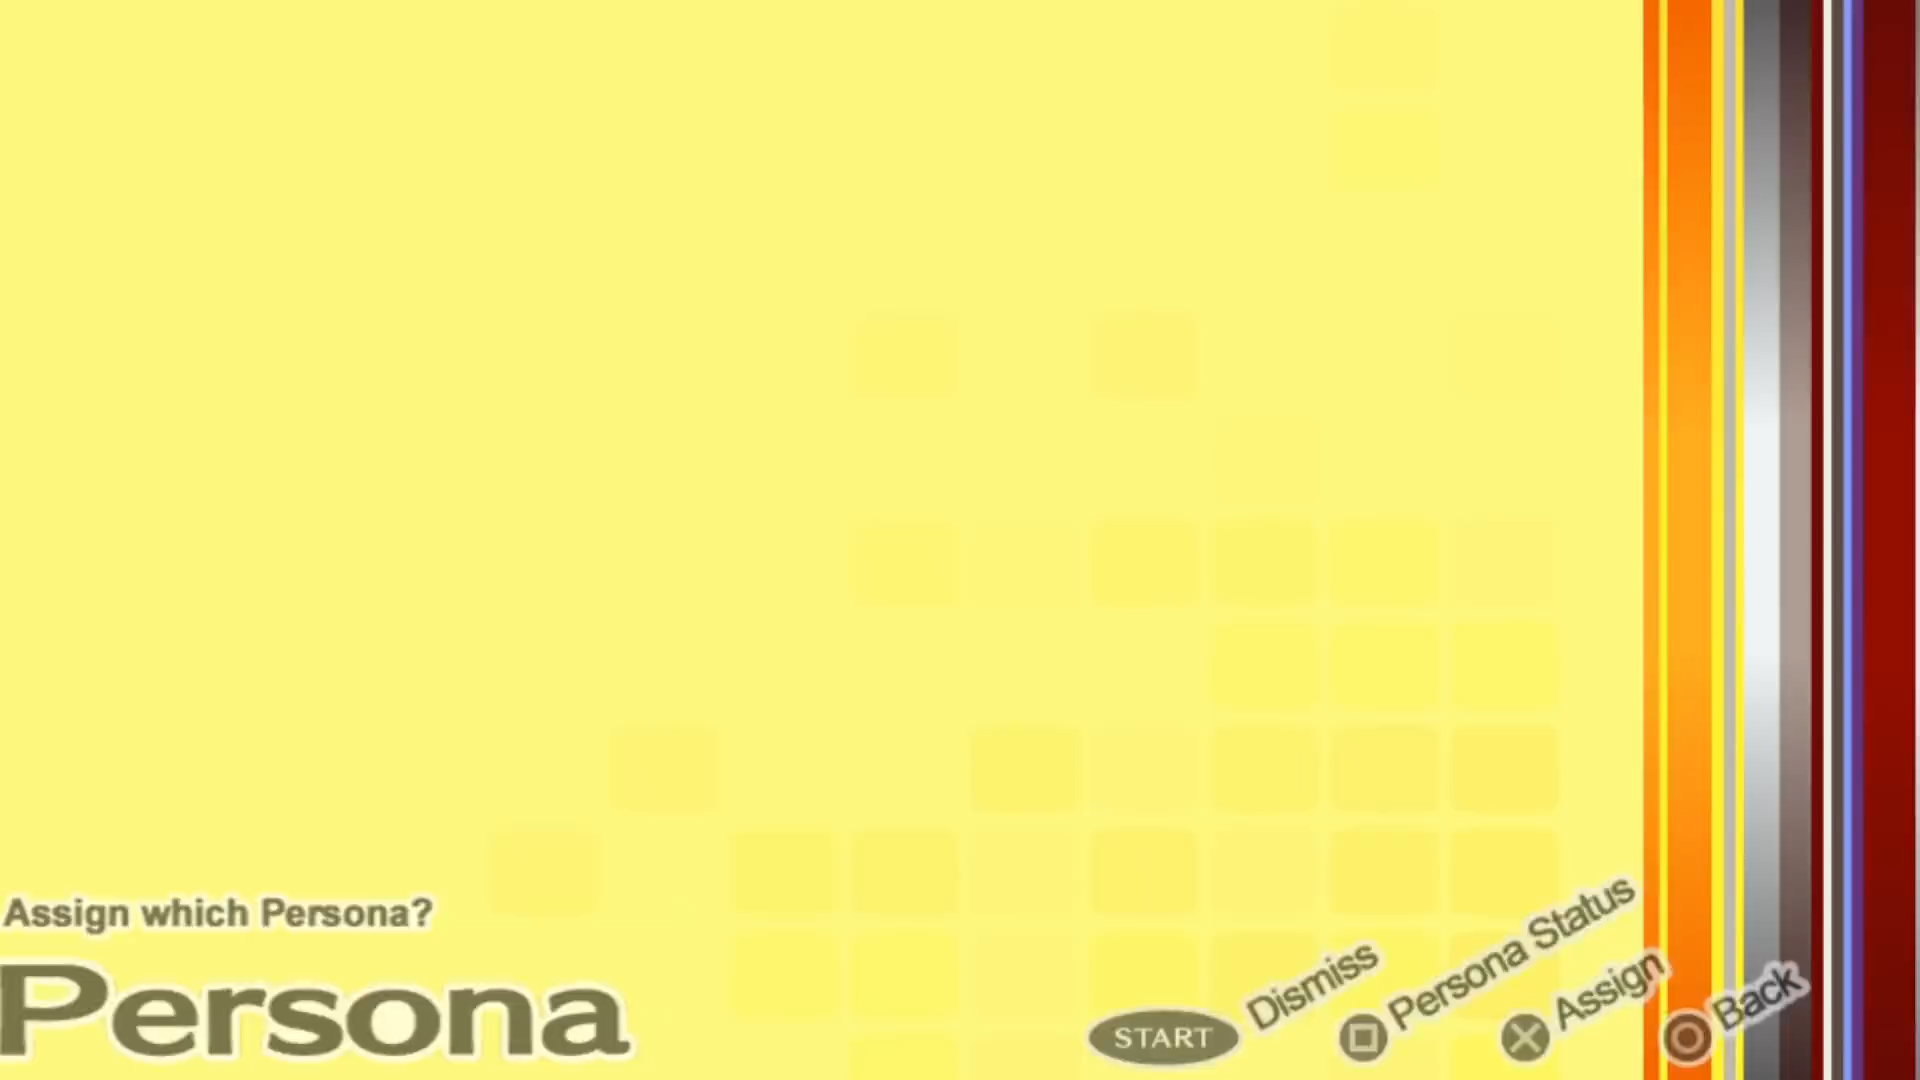 Assign which Persona?
Persona
START Dismiss
Persona Status
Assign
Back